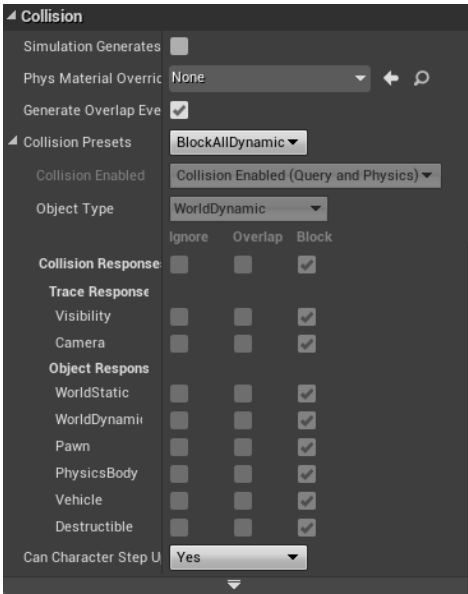 Collision
Simulation Generates
Phys Material Overric None
Generate Overlap Eve
Collision Presets BlockAllDynamic
Collision Enabled Collision Enabled (Query and Physics)
Object Type WorldDynamic
Ignore Overlap Block
Collision Response
Trace Response
Visibility
Camera
Object Respons
WorldStatic
WorldDynamic
Pawn
PhysicsBody
Vehicle
Destructible
Can Character Step U Yes